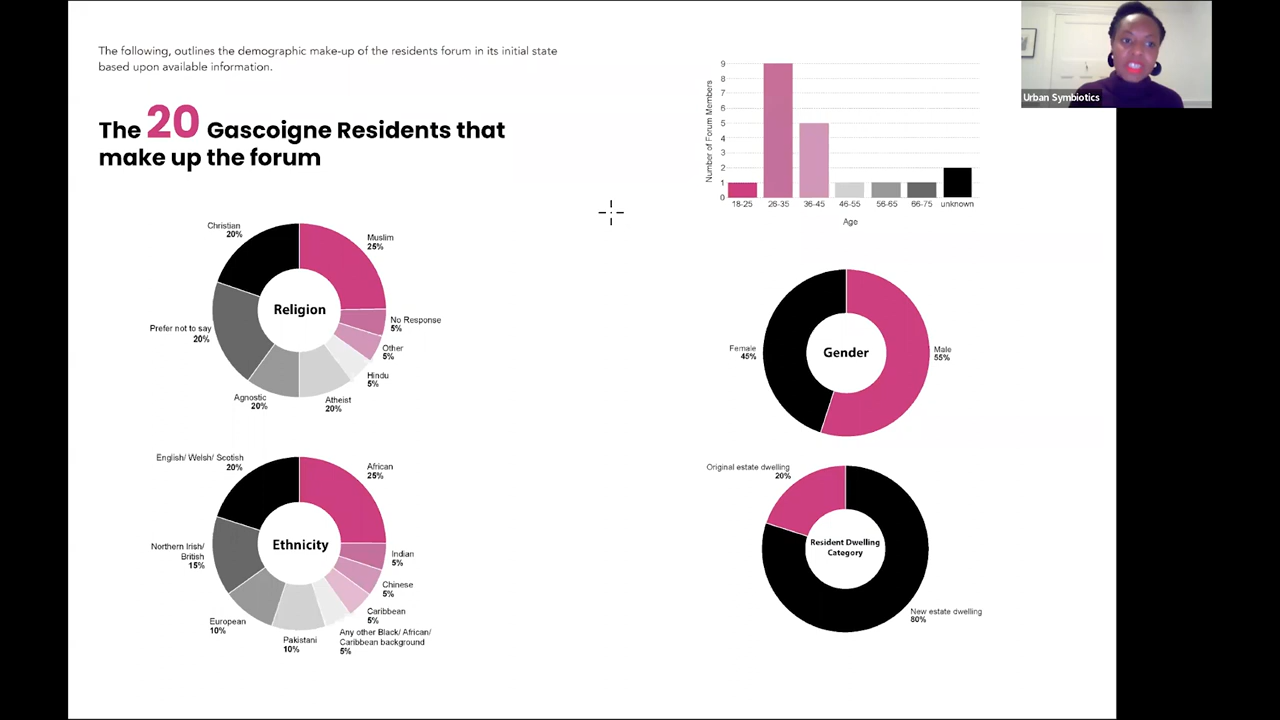 The following, outlines the demographic make-up of the residents forum in its initial state
based upon available information.
The 20 Gascoigne Residents that
make up the forum
Urban Symbiotics
Number of Forum Members
9
8
7
6
5
4
3
2
1
0
18-25
26-35
36-45
46-55
56-65
66-75
unknown
Age
Religion
Christian
20%
Muslim
25%
No Response
5%
Other
5%
Hindu
5%
Atheist
20%
Agnostic
20%
Prefer not to say
20%
Gender
Female
45%
Male
55%
Ethnicity
English/ Welsh/ Scotish
20%
African
25%
Indian
5%
Chinese
5%
Caribbean
5%
Any other Black/ African/
Caribbean background
5%
Pakistani
10%
European
10%
Northern Irish/
British
15%
Resident Dwelling
Category
Original estate dwelling
20%
New estate dwelling
80%